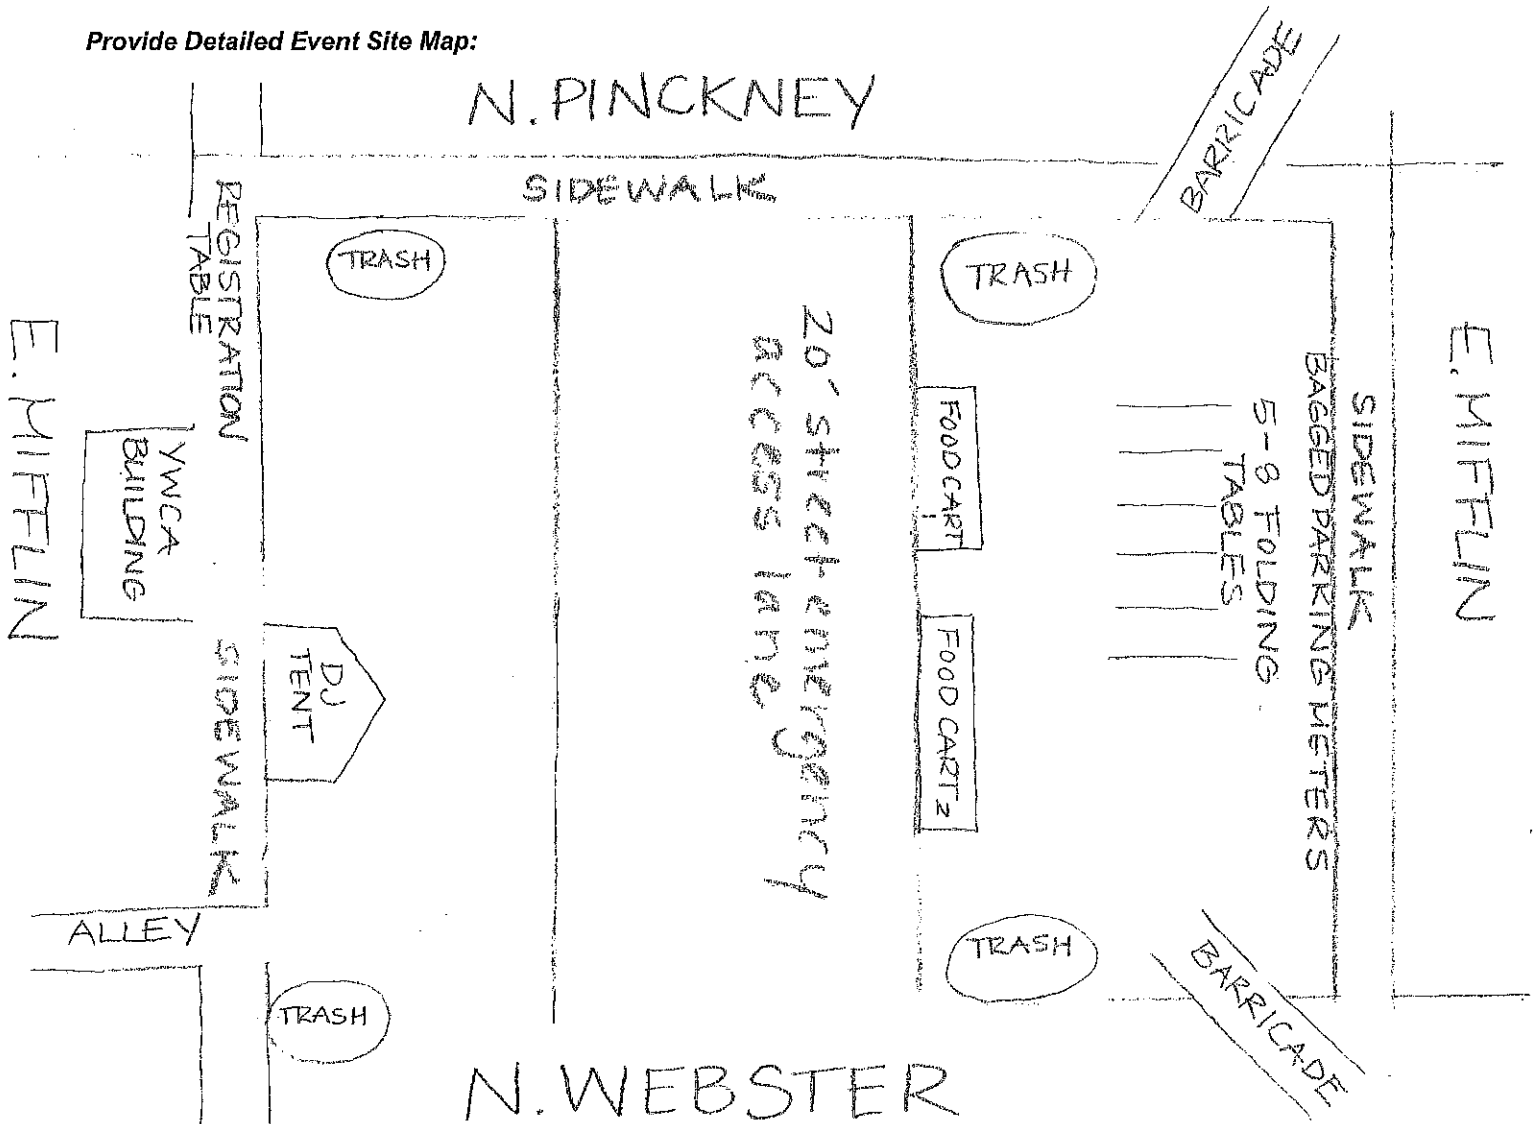 Provide Detailed Event Site Map:
N. PINCKNEY
BARRICADE
SIDEWALK
REGISTRATION
TABLE
TRASH
TRASH
E. MIFFLIN
YWCA
BUILDING
20' street emergency
access lane
FOOD CART
1
FOOD CART 2
5-8 FOLDING
TABLES
BAGGED PARKING METERS
SIDEWALK
E. MIFFLIN
DJ
TENT
SIDEWALK
ALLEY
TRASH
TRASH
BARRICADE
N. WEBSTER